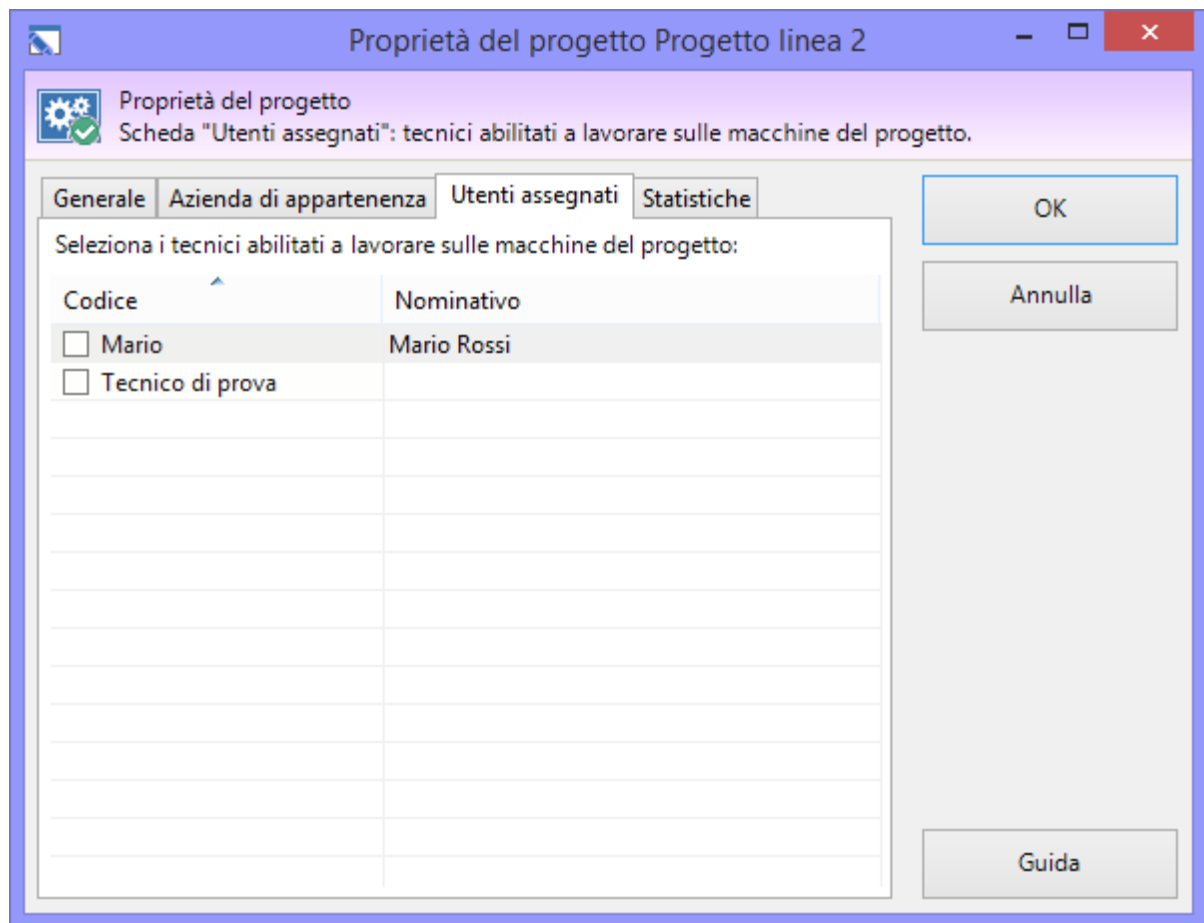 Proprietà del progetto Progetto linea 2
Proprietà del progetto
Scheda "Utenti assegnati": tecnici abilitati a lavorare sulle macchine del progetto.
Generale Azienda di appartenenza Utenti assegnati Statistiche
OK
Seleziona i tecnici abilitati a lavorare sulle macchine del progetto:
Annulla
Codice Nominativo
Mario Mario Rossi
Tecnico di prova
Guida